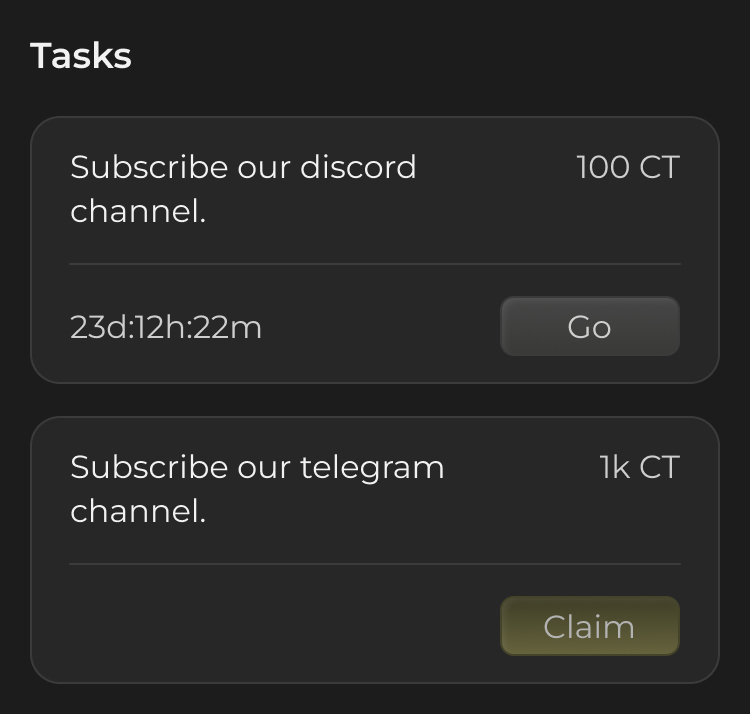 Tasks
Subscribe our discord 100 CT
channel.
23d:12h:22m Go
Subscribe our telegram 1k CT
channel.
Claim